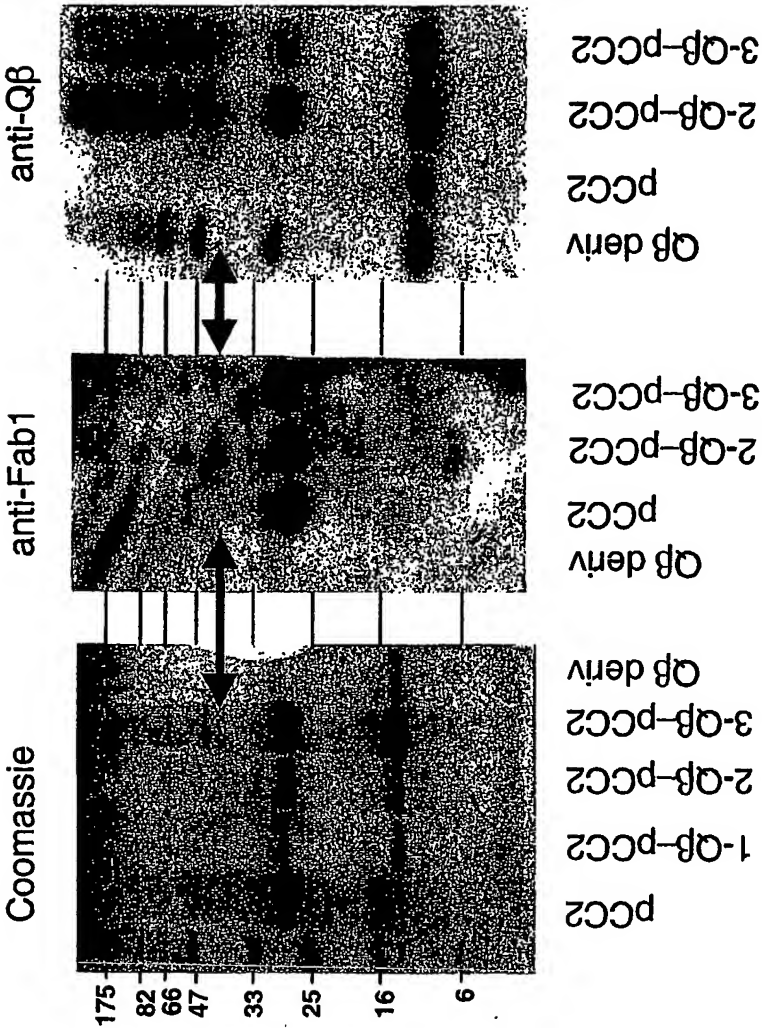 Coomassie
anti-Fab1
anti-Qβ
175
82
66
47
33
25
16
6
pCC2
1-Qβ–pCC2
2-Qβ–pCC2
3-Qβ–pCC2
Qβ deriv
Qβ deriv
pCC2
2-Qβ–pCC2
3-Qβ–pCC2
Qβ deriv
pCC2
2-Qβ–pCC2
3-Qβ–pCC2